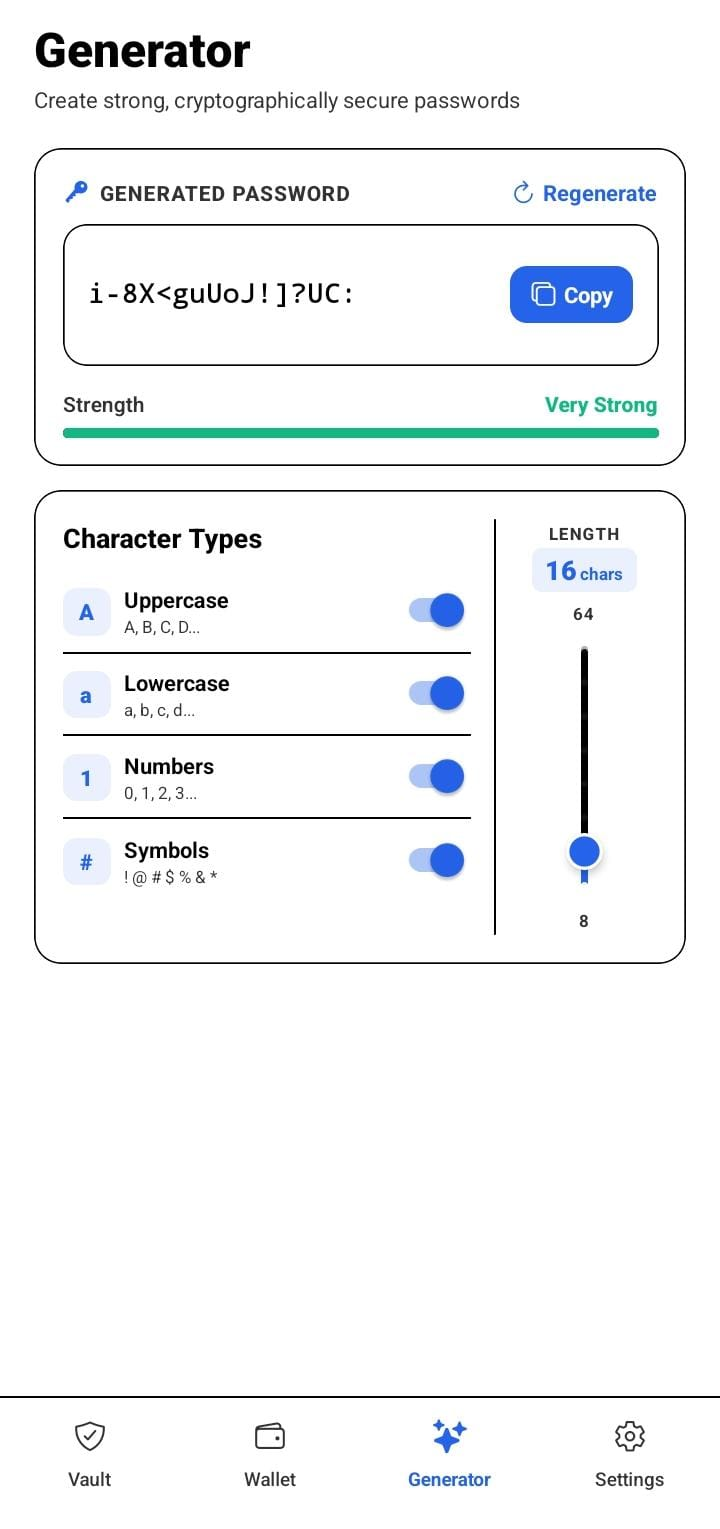 Generator
Create strong, cryptographically secure passwords
GENERATED PASSWORD
Regenerate
i-8X<guUoJ!]?UC:
Copy
Strength
Very Strong
Character Types
A
Uppercase
A, B, C, D...
a
Lowercase
a, b, c, d...
1
Numbers
0, 1, 2, 3...
#
Symbols
! @ # $ % & *
LENGTH
16 chars
64
8
Vault
Wallet
Generator
Settings